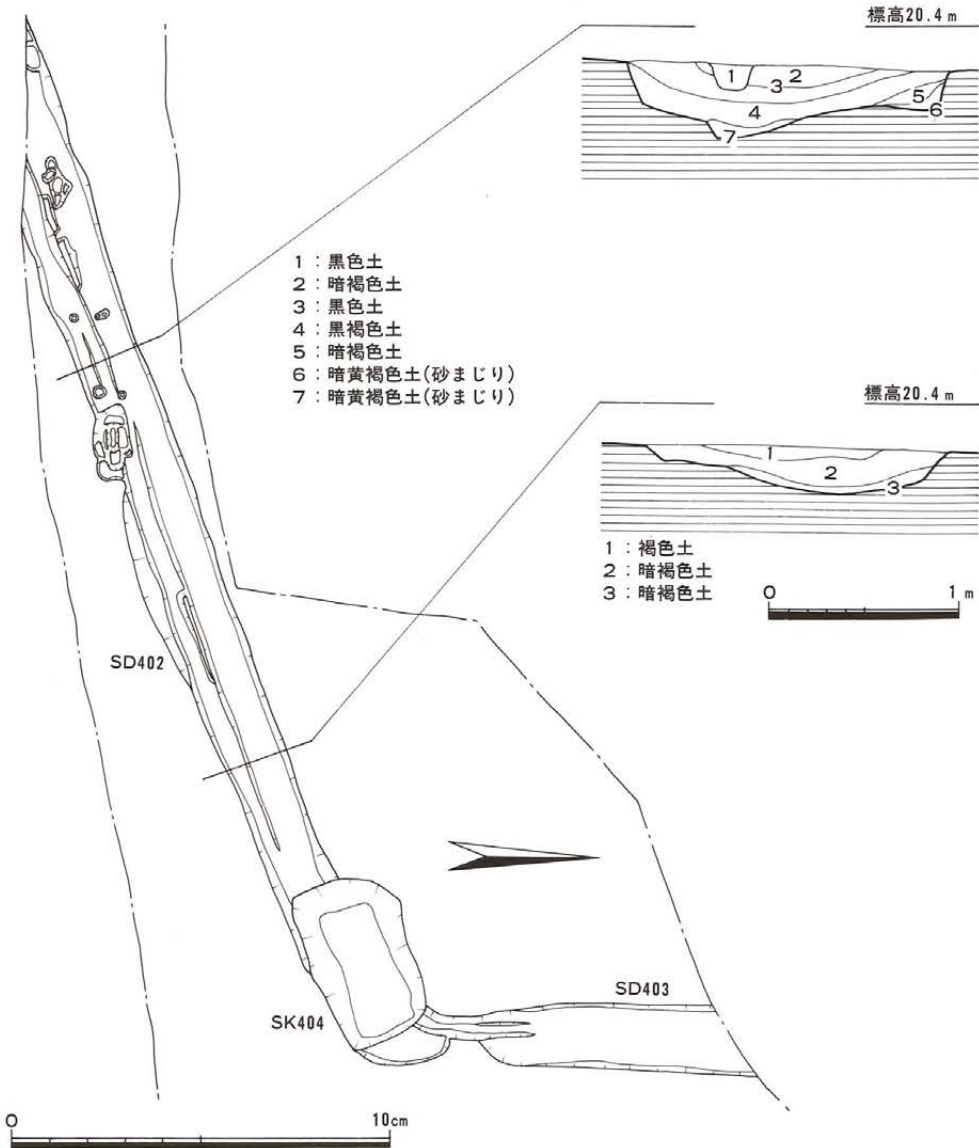 標高20.4m
1 2 3 4 5 6 7
1：黒色土
2：暗褐色土
3：黒色土
4：黒褐色土
5：暗褐色土
6：暗黄褐色土(砂まじり)
7：暗黄褐色土(砂まじり)
標高20.4m
1 2 3
1：褐色土
2：暗褐色土
3：暗褐色土
0 1m
SD402
SD403
SK404
0 10cm